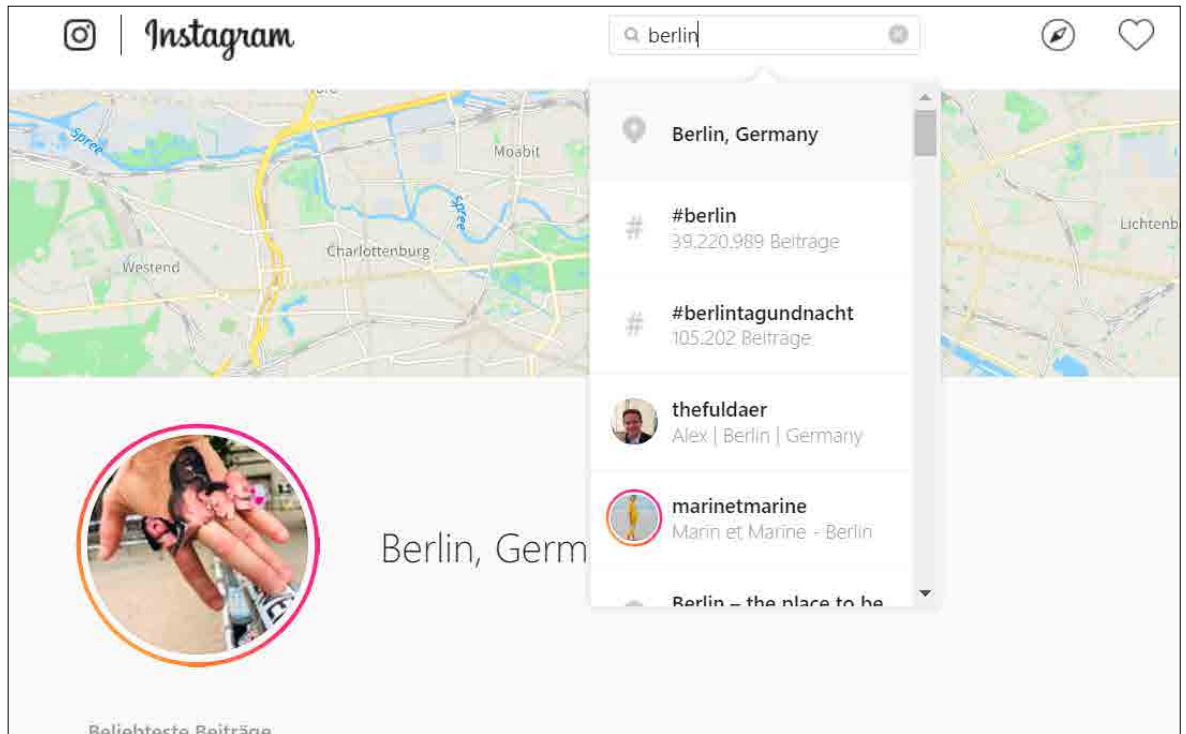 Instagram
berlin
Spree
Moabit
Spree
Charlottenburg
Westend
Lichtenb
Berlin, Germany
#berlin
39.220.989 Beiträge
#berlintagundnacht
105.202 Beiträge
thefuldaer
Alex | Berlin | Germany
marinetmarine
Marin et Marine - Berlin
Berlin – the place to be
Berlin, Germ
Beliebteste Beiträge